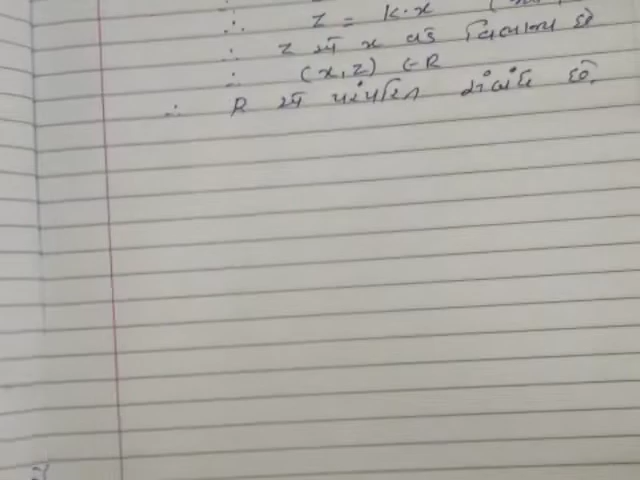 ∴ z = k·x
∴ z એ x વડે વિભાજ્ય છે
∴ (x, z) ∈ R
∴ R એ પરંપરિત સંબંધ છે.